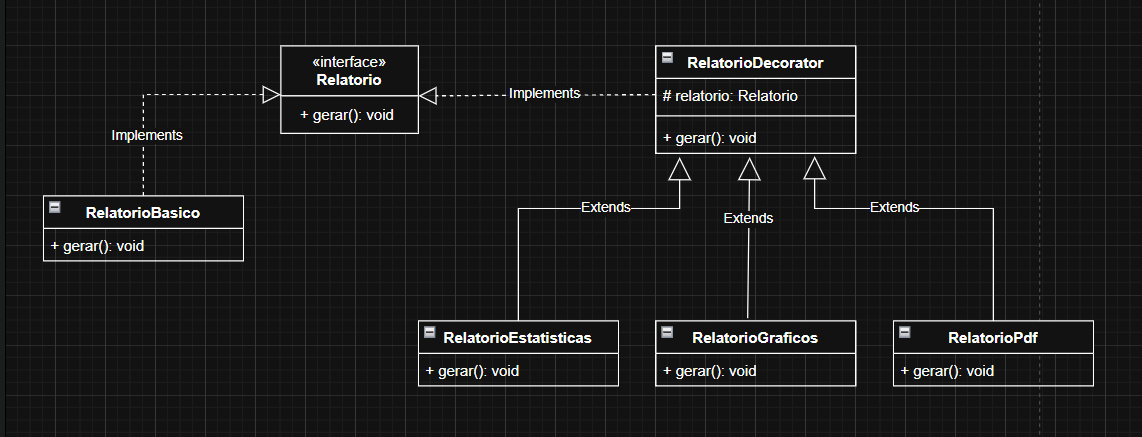 «interface»
Relatorio
+ gerar(): void
Implements
RelatorioDecorator
# relatorio: Relatorio
+ gerar(): void
Implements
RelatorioBasico
+ gerar(): void
Extends
Extends
Extends
RelatorioEstatisticas
+ gerar(): void
RelatorioGraficos
+ gerar(): void
RelatorioPdf
+ gerar(): void